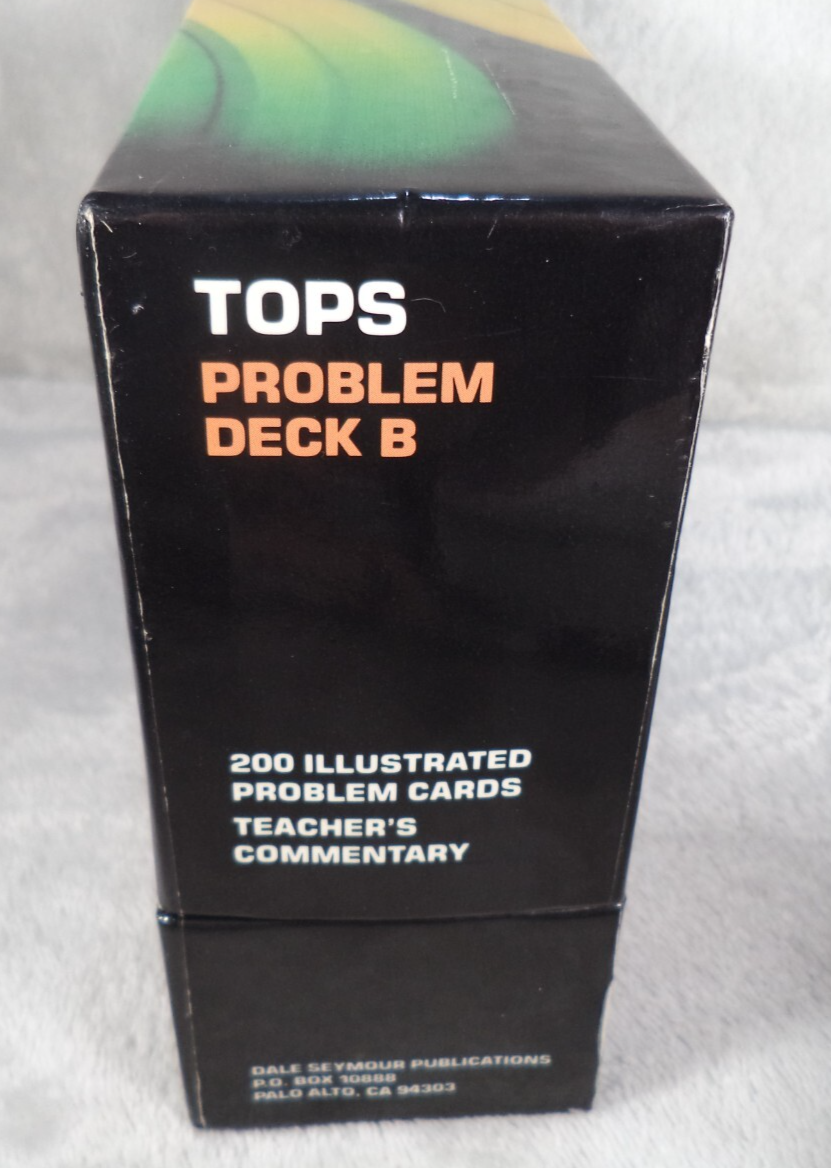 TOPS
PROBLEM
DECK B
200 ILLUSTRATED
PROBLEM CARDS
TEACHER'S
COMMENTARY
DALE SEYMOUR PUBLICATIONS
P.O. BOX 10888
PALO ALTO, CA 94303